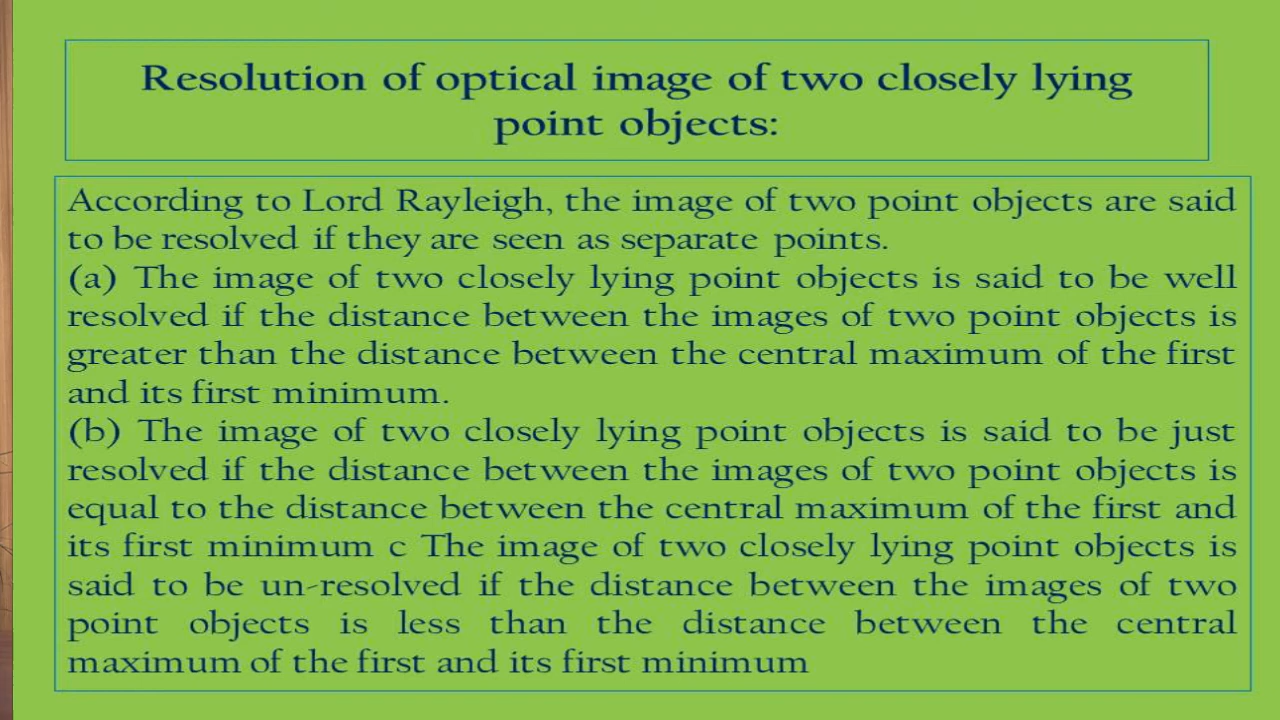 Resolution of optical image of two closely lying
point objects:
According to Lord Rayleigh, the image of two point objects are said
to be resolved if they are seen as separate points.
(a) The image of two closely lying point objects is said to be well
resolved if the distance between the images of two point objects is
greater than the distance between the central maximum of the first
and its first minimum.
(b) The image of two closely lying point objects is said to be just
resolved if the distance between the images of two point objects is
equal to the distance between the central maximum of the first and
its first minimum c The image of two closely lying point objects is
said to be un-resolved if the distance between the images of two
point objects is less than the distance between the central
maximum of the first and its first minimum